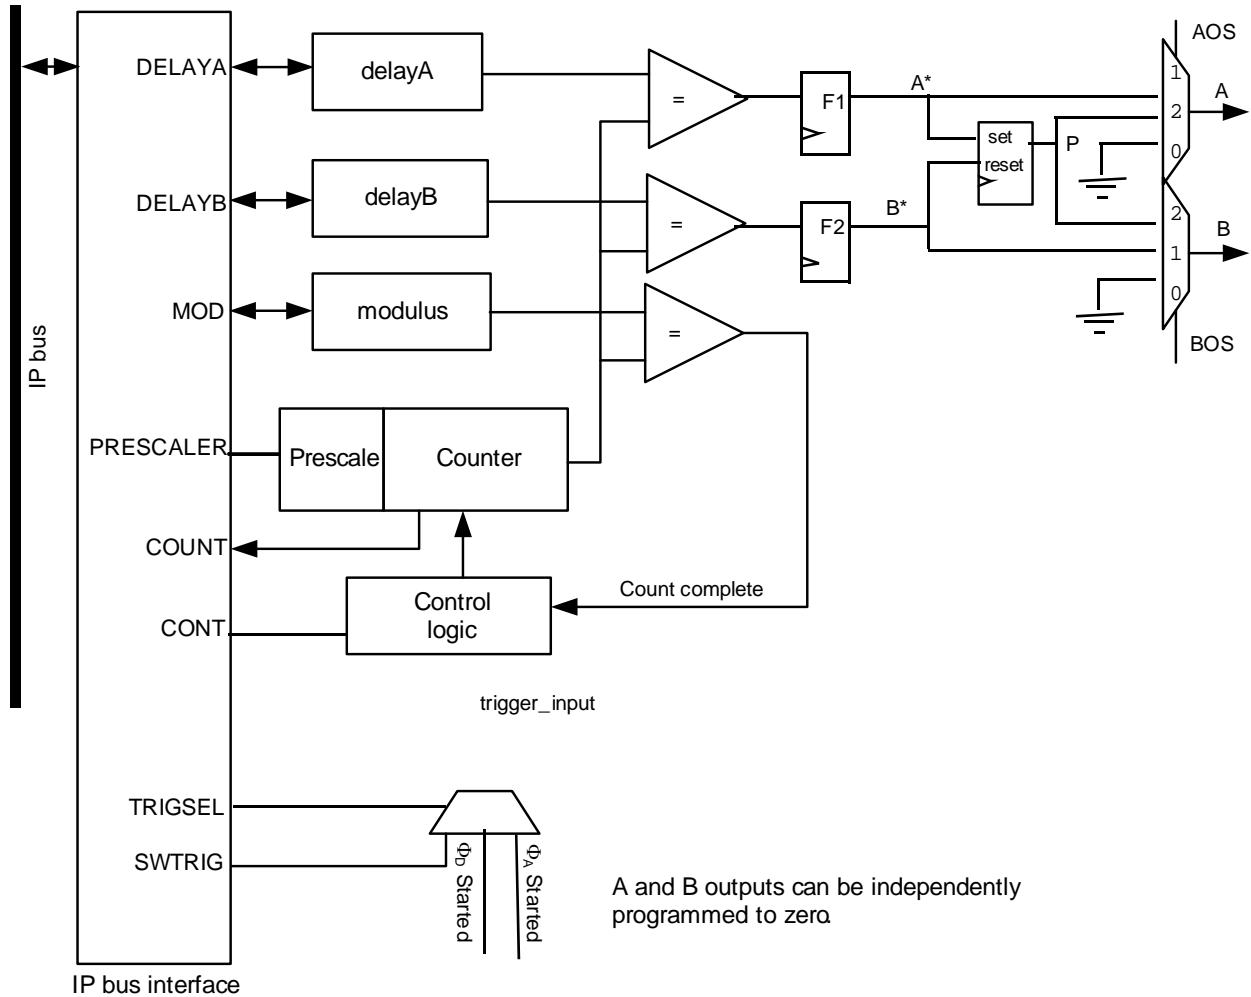 AOS
DELAYA
delayA
=
F1
A*
1
2
0
A
set
reset
P
DELAYB
delayB
=
F2
B*
2
1
0
B
MOD
modulus
=
BOS
IP bus
PRESCALER
Prescale
Counter
COUNT
Count complete
CONT
Control
logic
trigger_input
TRIGSEL
SWTRIG
ΦD Started
ΦA Started
A and B outputs can be independently
programmed to zero.
IP bus interface